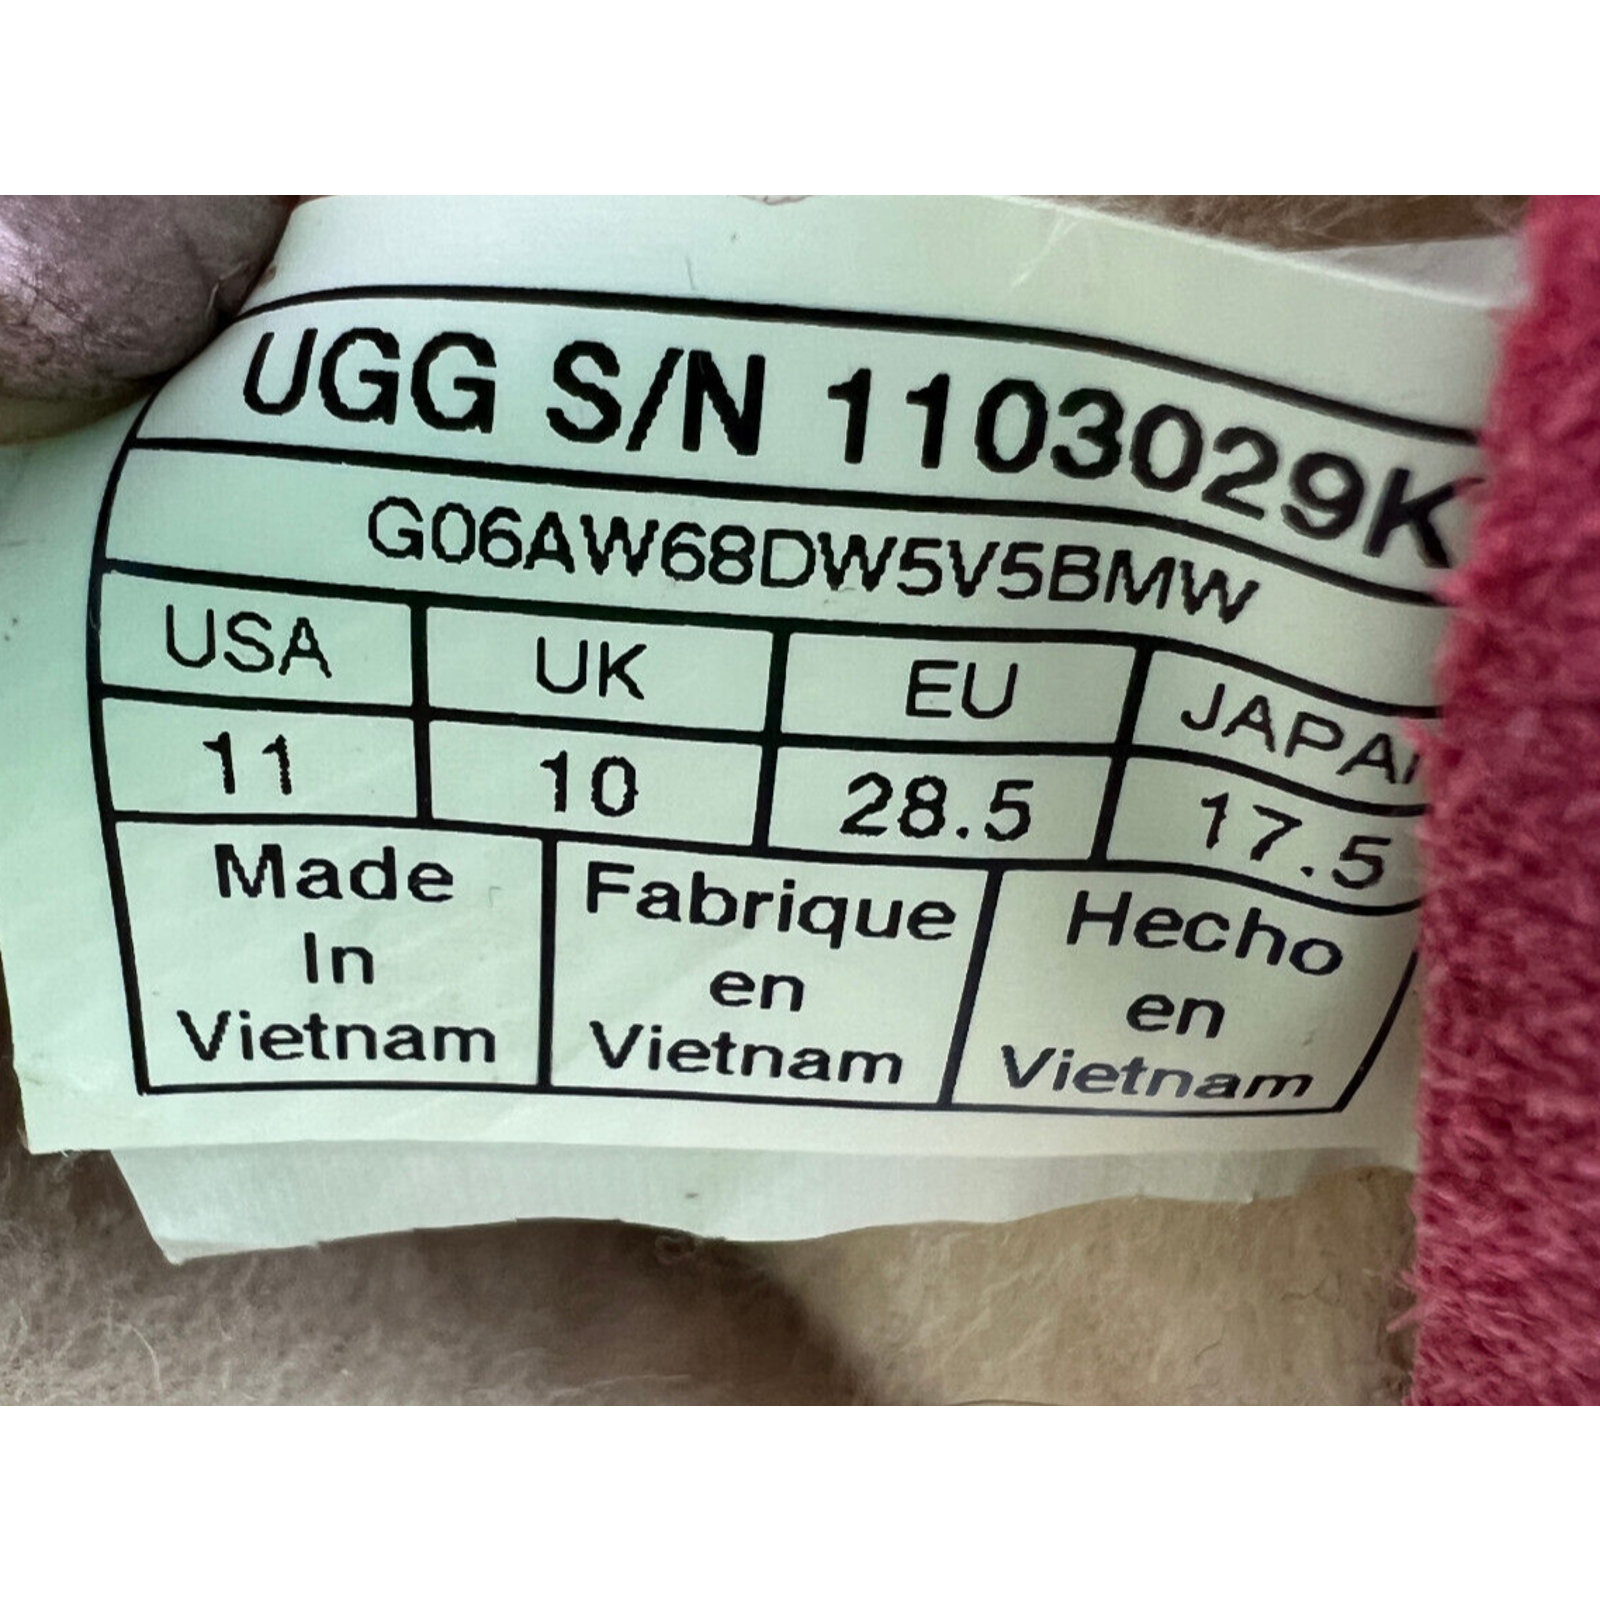 UGG S/N 1103029K
G06AW68DW5V5BMW
USA UK EU JAPAN
11 10 28.5 17.5
Made Fabrique Hecho
In en en
Vietnam Vietnam Vietnam